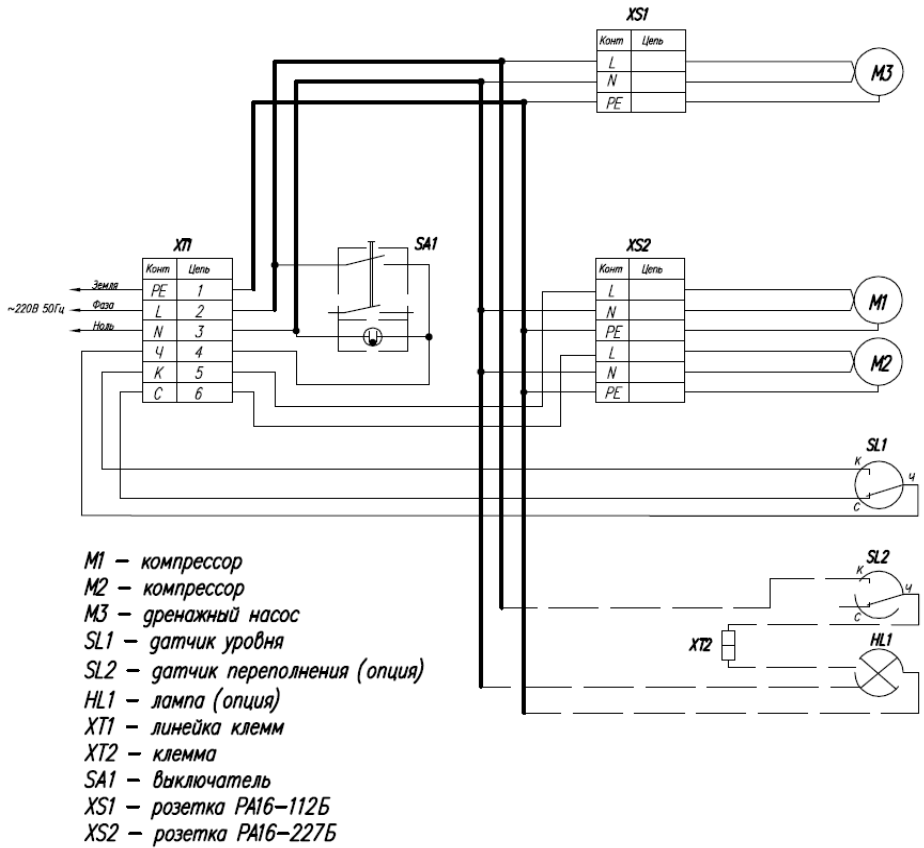 XS1
Конт Цепь
L
N
PE
M3
XT1
Конт Цепь
PE 1
L 2
N 3
Ч 4
К 5
С 6
Земля
~220В 50Гц
Фаза
Ноль
SA1
XS2
Конт Цепь
L
N
PE
L
N
PE
M1
M2
SL1
К
Ч
С
SL2
К
Ч
С
XT2
HL1
M1 – компрессор
M2 – компрессор
M3 – дренажный насос
SL1 – датчик уровня
SL2 – датчик переполнения (опция)
HL1 – лампа (опция)
XT1 – линейка клемм
XT2 – клемма
SA1 – выключатель
XS1 – розетка РА16–112Б
XS2 – розетка РА16–227Б